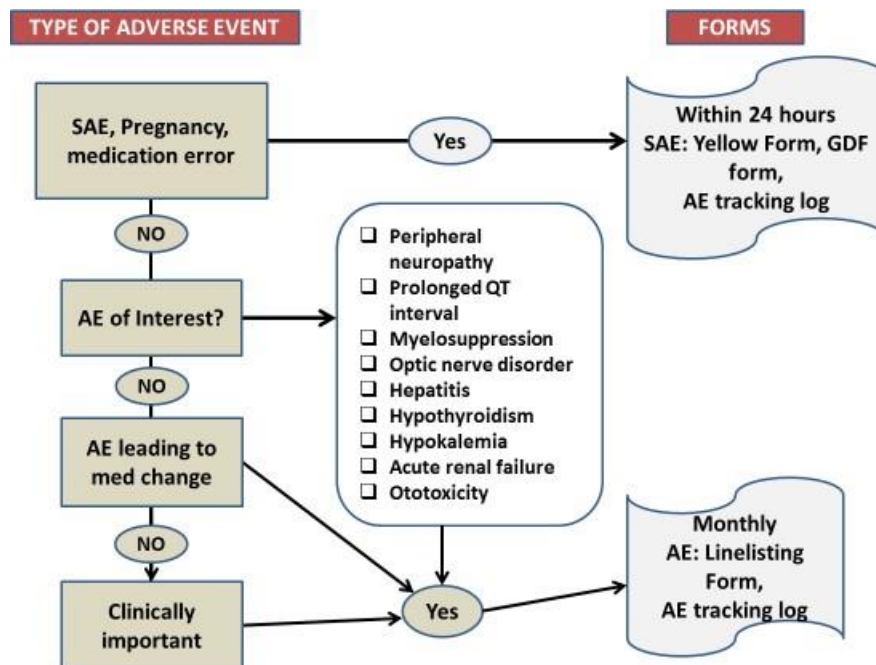 TYPE OF ADVERSE EVENT
FORMS
SAE, Pregnancy,
medication error
Yes
Within 24 hours
SAE: Yellow Form, GDF
form,
AE tracking log
NO
AE of Interest?
❑ Peripheral
neuropathy
❑ Prolonged QT
interval
❑ Myelosuppression
❑ Optic nerve disorder
❑ Hepatitis
❑ Hypothyroidism
❑ Hypokalemia
❑ Acute renal failure
❑ Ototoxicity
NO
AE leading to
med change
NO
Clinically
important
Yes
Monthly
AE: Linelisting
Form,
AE tracking log